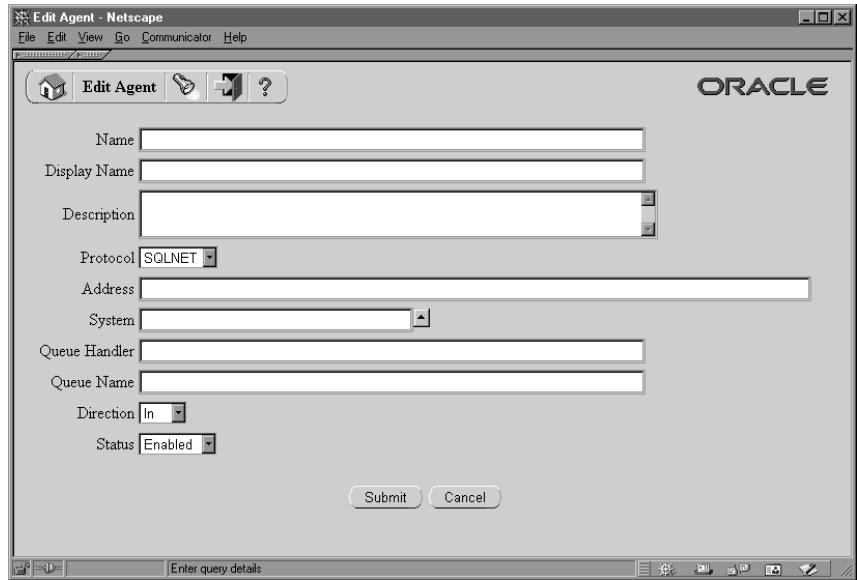 Edit Agent - Netscape
File Edit View Go Communicator Help
Edit Agent ?
ORACLE
Name
Display Name
Description
Protocol SQLNET
Address
System
Queue Handler
Queue Name
Direction In
Status Enabled
Submit Cancel
Enter query details